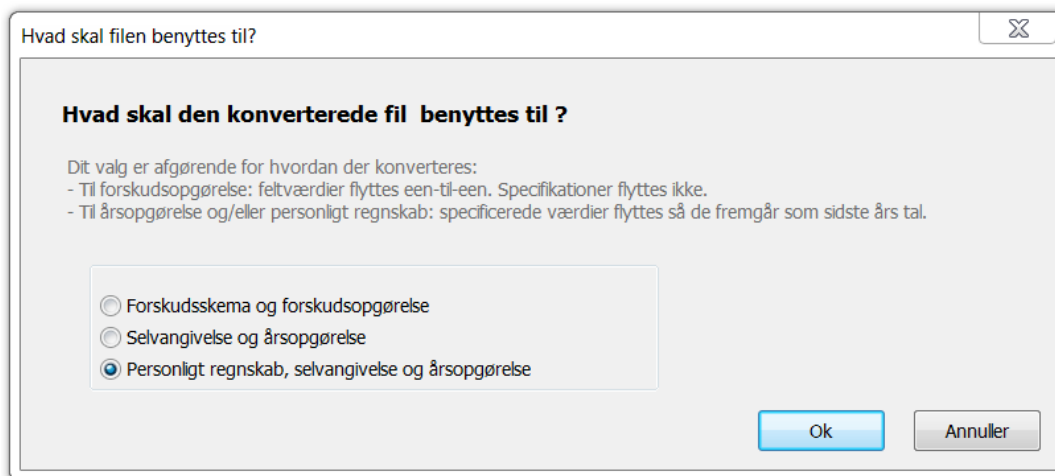 Hvad skal filen benyttes til?
Hvad skal den konverterede fil benyttes til ?
Dit valg er afgørende for hvordan der konverteres:
- Til forskudsopgørelse: feltværdier flyttes een-til-een. Specifikationer flyttes ikke.
- Til årsopgørelse og/eller personligt regnskab: specificerede værdier flyttes så de fremgår som sidste års tal.
Forskudsskema og forskudsopgørelse
Selvangivelse og årsopgørelse
Personligt regnskab, selvangivelse og årsopgørelse
Ok
Annuller